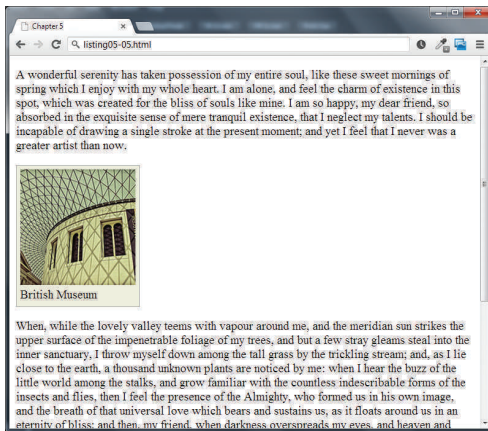 Chapter 5
listing05-05.html
A wonderful serenity has taken possession of my entire soul, like these sweet mornings of
spring which I enjoy with my whole heart. I am alone, and feel the charm of existence in this
spot, which was created for the bliss of souls like mine. I am so happy, my dear friend, so
absorbed in the exquisite sense of mere tranquil existence, that I neglect my talents. I should be
incapable of drawing a single stroke at the present moment; and yet I feel that I never was a
greater artist than now.
British Museum
When, while the lovely valley teems with vapour around me, and the meridian sun strikes the
upper surface of the impenetrable foliage of my trees, and but a few stray gleams steal into the
inner sanctuary, I throw myself down among the tall grass by the trickling stream; and, as I lie
close to the earth, a thousand unknown plants are noticed by me: when I hear the buzz of the
little world among the stalks, and grow familiar with the countless indescribable forms of the
insects and flies, then I feel the presence of the Almighty, who formed us in his own image,
and the breath of that universal love which bears and sustains us, as it floats around us in an
eternity of bliss; and then, my friend, when darkness overspreads my eyes, and heaven and